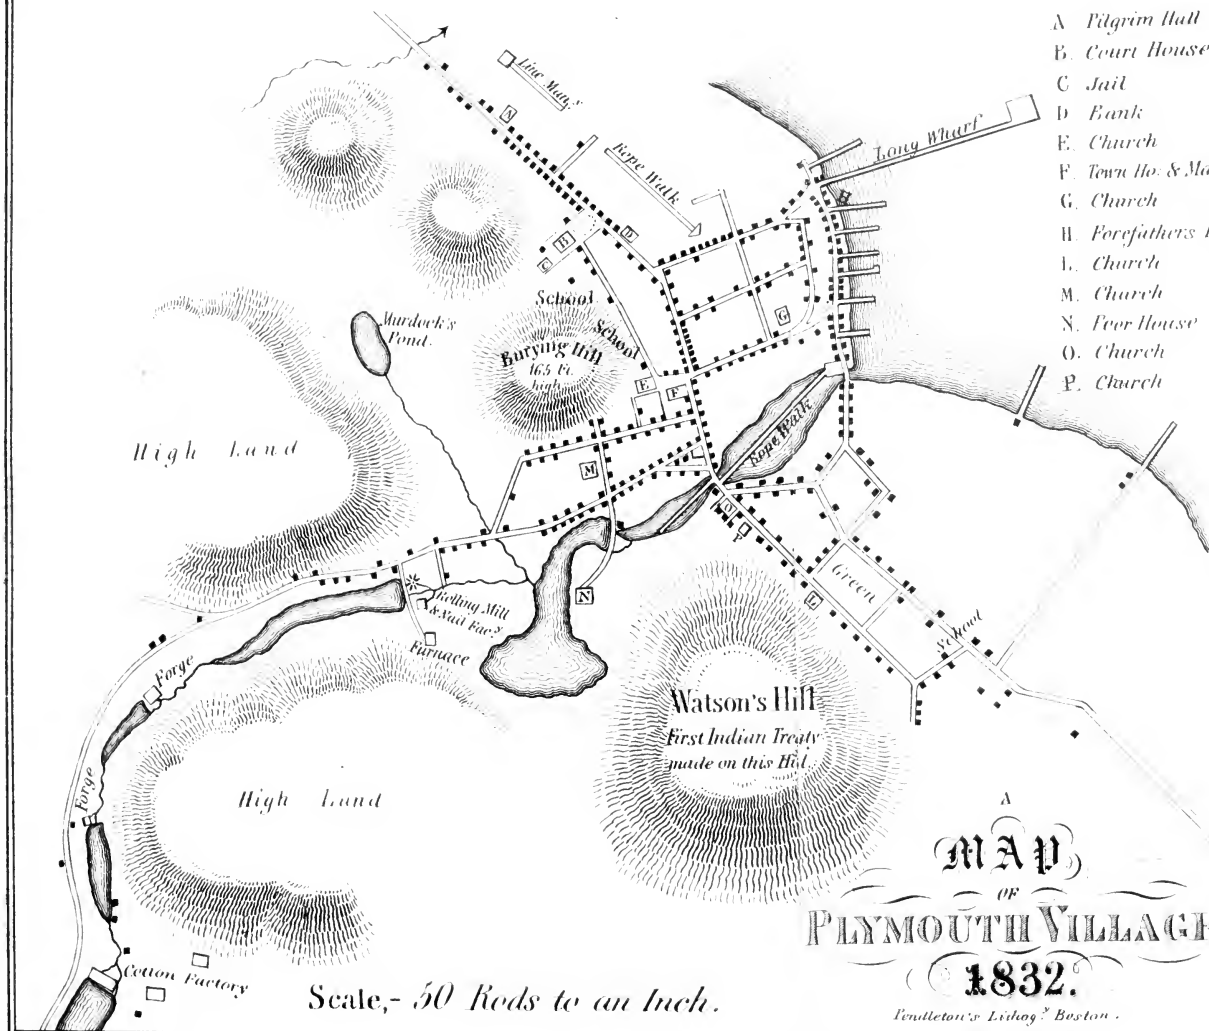 A Pilgrim Hall
B. Court House
C Jail
D Bank
E. Church
F. Town Ho: & Ma
G. Church
H. Forefathers
L. Church
M. Church
N. Poor House
O. Church
P. Church
Line Man.s
A
Rope Walk
Long Wharf
H
B
C
D
School
School
G
Murdock's
Pond.
Burying Hill
165 Ft.
high
E
F
Rope Walk
High Land
M
O
P
N
Green
L
School
Rolling Mill
& Nail Fac.y
Furnace
Forge
Forge
Watson's Hill
First Indian Treaty
made on this Hill.
High Land
Cotton Factory
Scale,- 50 Rods to an Inch.
A
MAP
OF
PLYMOUTH VILLAGE
1832.
Pendleton's Lithog.y Boston.